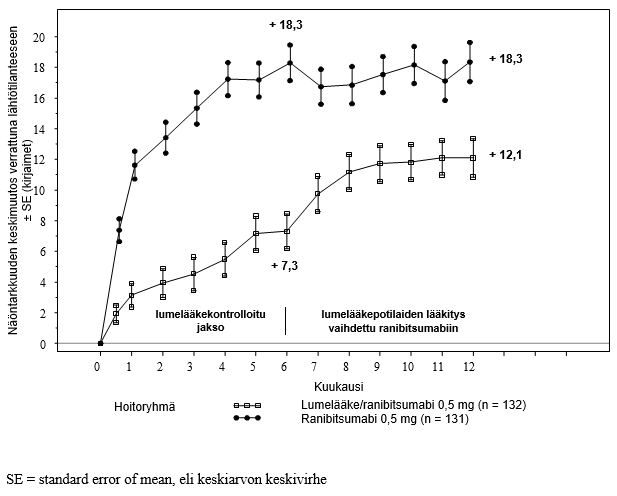 Näöntarkkuuden keskimuutos verrattuna lähtötilanteeseen
± SE (kirjaimet)
20
18
16
14
12
10
8
6
4
2
0
+ 18,3
+ 18,3
+ 12,1
+ 7,3
lumelääkekontrolloitu
jakso
lumelääkepotilaiden lääkitys
vaihdettu ranibitsumabiin
0 1 2 3 4 5 6 7 8 9 10 11 12
Kuukausi
Hoitoryhmä
Lumelääke/ranibitsumabi 0,5 mg (n = 132)
Ranibitsumabi 0,5 mg (n = 131)
SE = standard error of mean, eli keskiarvon keskivirhe